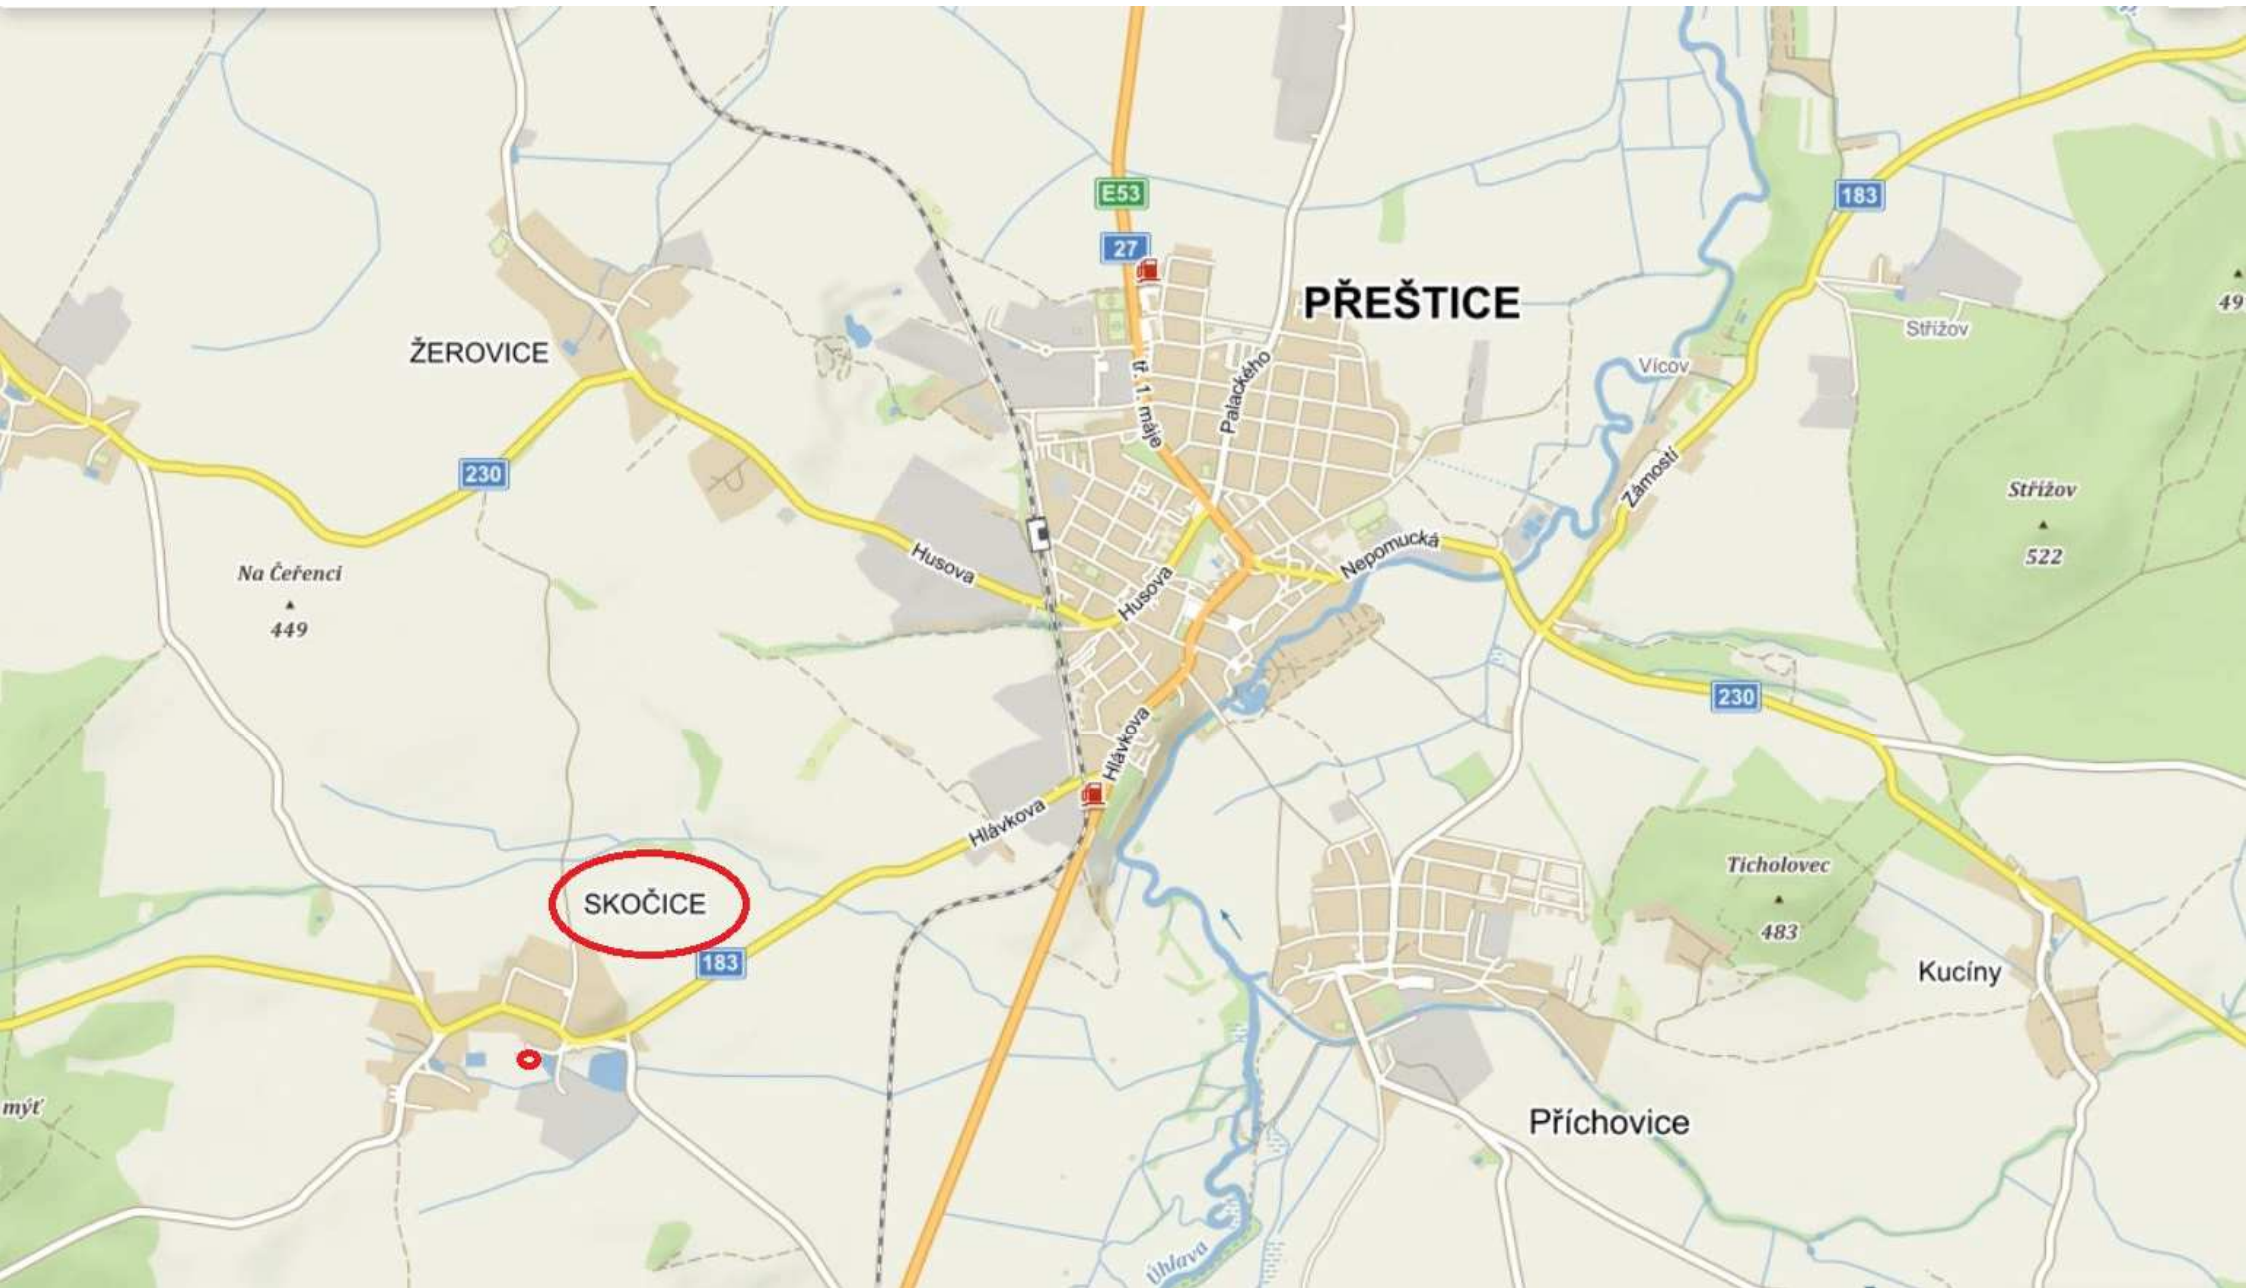 E53
183
27
PŘEŠTICE
49
Střížov
ŽEROVICE
tř. 1. máje
Palackého
Vícov
230
Zámostí
Střížov
522
Husova
Nepomucká
Na Čeřenci
449
Husova
230
Hlávkova
Hlávkova
Ticholovec
483
SKOČICE
183
Kucíny
mýť
Příchovice
Úhlava